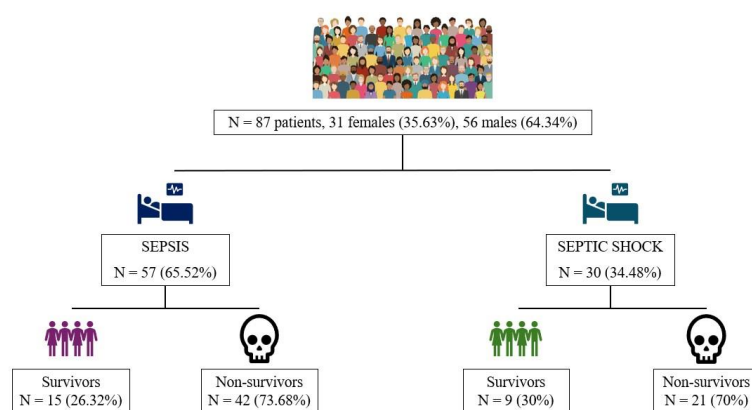 N = 87 patients, 31 females (35.63%), 56 males (64.34%)
SEPSIS
N = 57 (65.52%)
SEPTIC SHOCK
N = 30 (34.48%)
Survivors
N = 15 (26.32%)
Non-survivors
N = 42 (73.68%)
Survivors
N = 9 (30%)
Non-survivors
N = 21 (70%)